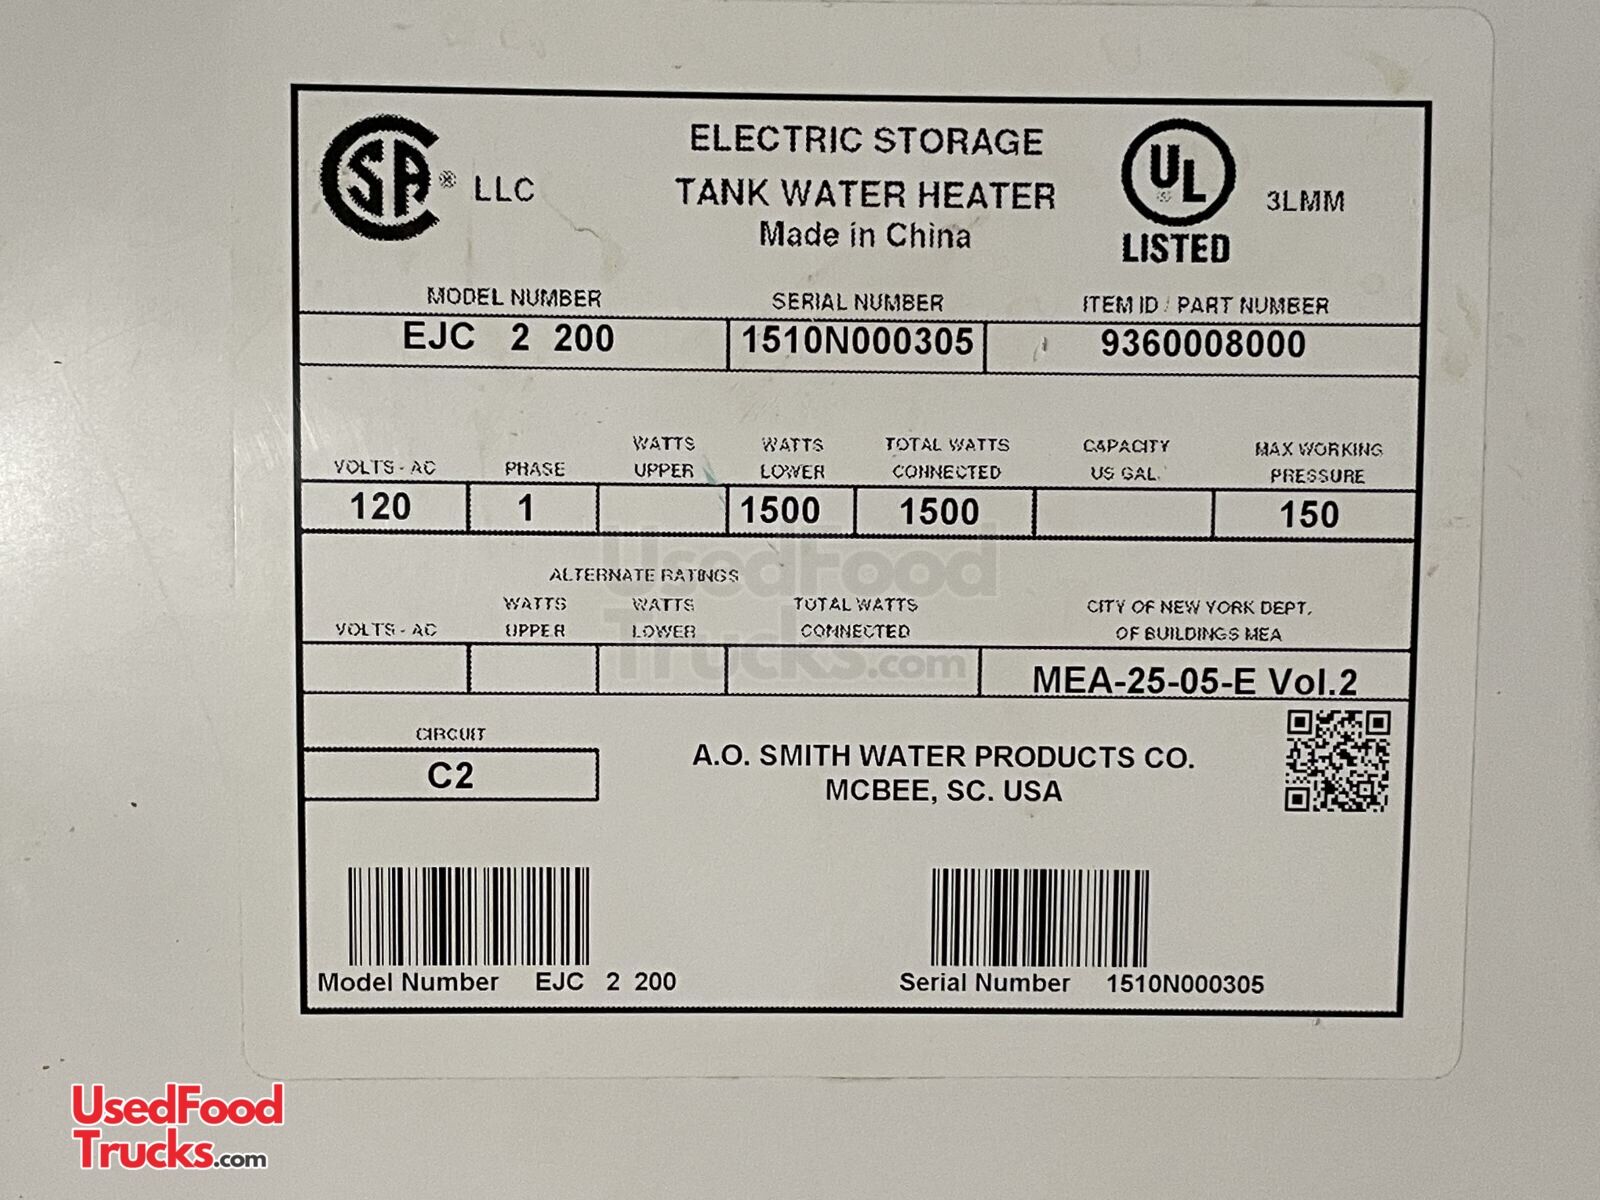 CSA® LLC
ELECTRIC STORAGE
TANK WATER HEATER
Made in China
UL ®
LISTED
3LMM
MODEL NUMBER SERIAL NUMBER ITEM ID / PART NUMBER
EJC 2 200 1510N000305 9360008000
VOLTS - AC PHASE WATTS UPPER WATTS LOWER TOTAL WATTS CONNECTED CAPACITY US GAL. MAX WORKING PRESSURE
120 1 1500 1500 150
ALTERNATE RATINGS
VOLTS - AC WATTS UPPER WATTS LOWER TOTAL WATTS CONNECTED CITY OF NEW YORK DEPT. OF BUILDINGS MEA
MEA-25-05-E Vol.2
CIRCUIT
C2
A.O. SMITH WATER PRODUCTS CO.
MCBEE, SC. USA
Model Number EJC 2 200
Serial Number 1510N000305
UsedFood
Trucks.com
UsedFood
Trucks.com